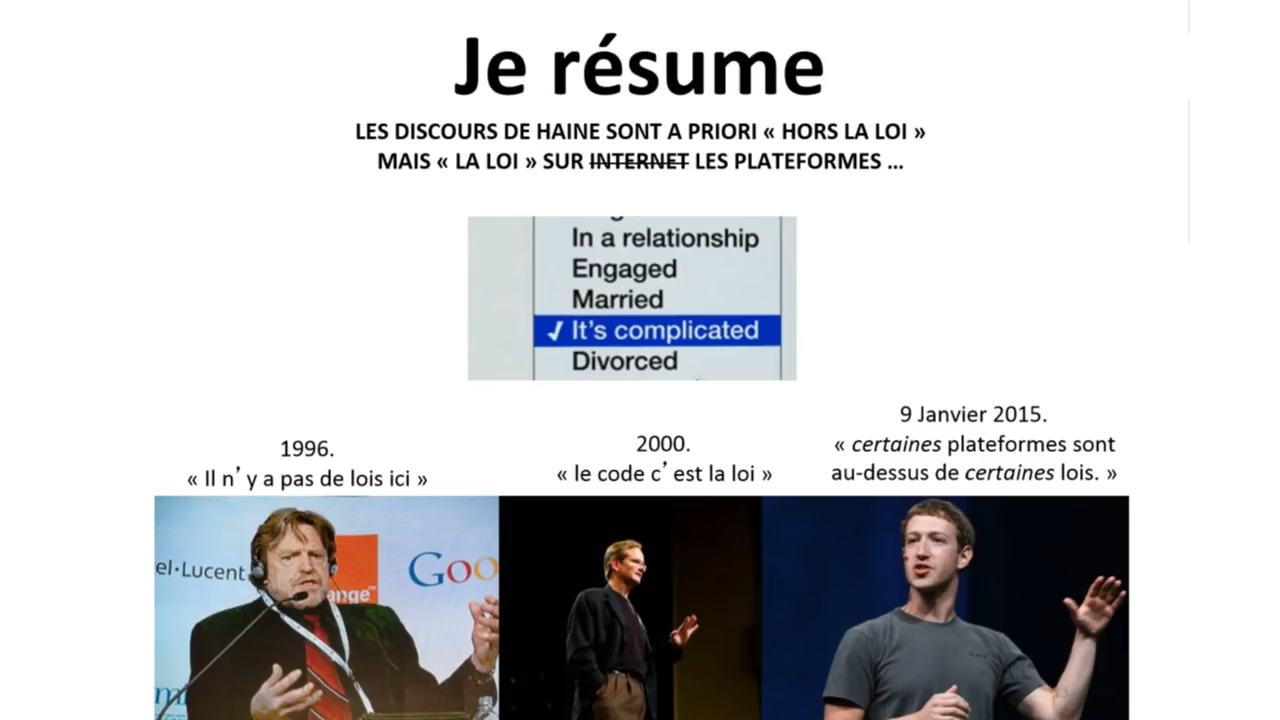 Je résume
LES DISCOURS DE HAINE SONT A PRIORI « HORS LA LOI »
MAIS « LA LOI » SUR INTERNET LES PLATEFORMES ...
In a relationship
Engaged
Married
✓ It's complicated
Divorced
1996.
« Il n'y a pas de lois ici »
2000.
« le code c'est la loi »
9 Janvier 2015.
« certaines plateformes sont
au-dessus de certaines lois. »
el·Lucent
ange™
Goo